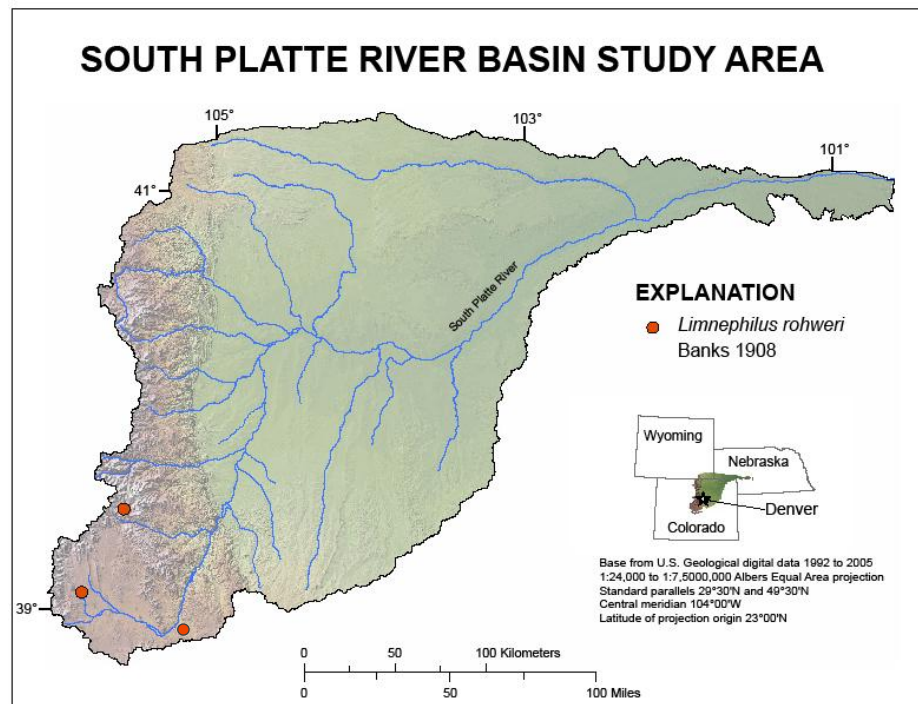 SOUTH PLATTE RIVER BASIN STUDY AREA
105°
103°
101°
41°
South Platte River
EXPLANATION
Limnephilus rohweri
Banks 1908
Wyoming
Nebraska
Denver
Colorado
39°
Base from U.S. Geological digital data 1992 to 2005
1:24,000 to 1:7,5000,000 Albers Equal Area projection
Standard parallels 29°30'N and 49°30'N
Central meridian 104°00'W
Latitude of projection origin 23°00'N
0 50 100 Kilometers
0 50 100 Miles